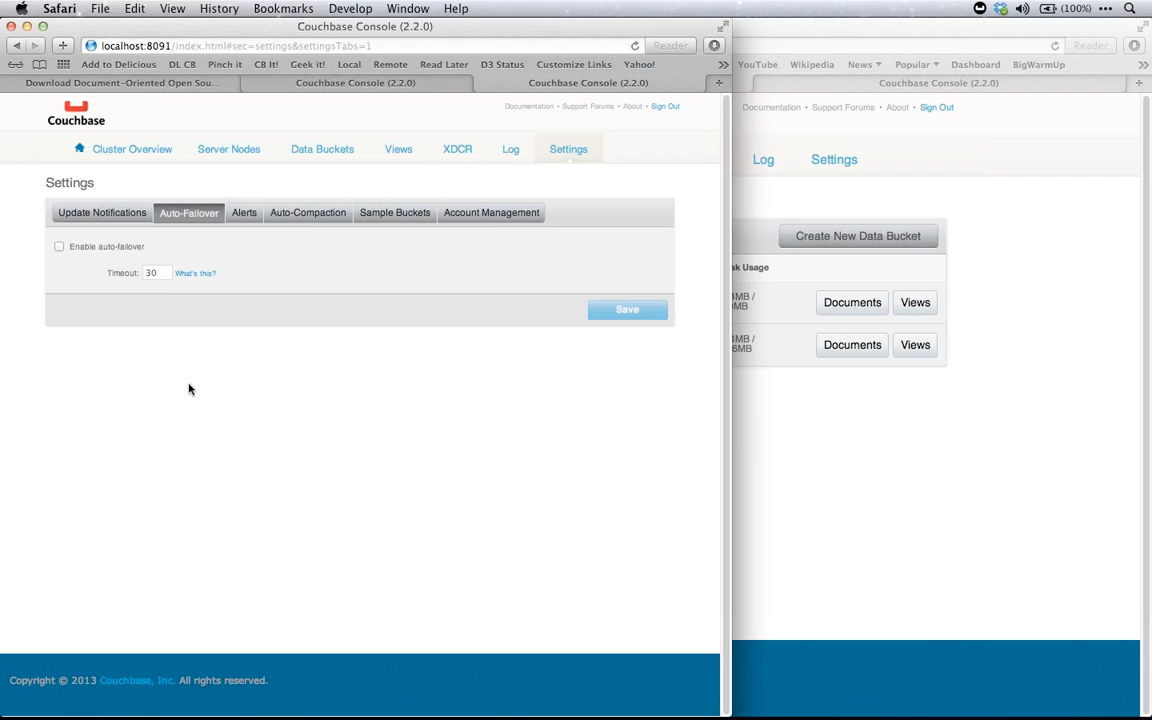 Safari File Edit View History Bookmarks Develop Window Help (100%)
Couchbase Console (2.2.0)
localhost:8091/index.html#sec=settings&settingsTabs=1 Reader Reader
Add to Delicious DL CB Pinch it CB It! Geek it! Local Remote Read Later D3 Status Customize Links Yahoo! YouTube Wikipedia News Popular Dashboard BigWarmUp
Download Document-Oriented Open Sou... Couchbase Console (2.2.0) Couchbase Console (2.2.0) Couchbase Console (2.2.0)
Documentation • Support Forums • About • Sign Out
Documentation • Support Forums • About • Sign Out
Couchbase
Cluster Overview Server Nodes Data Buckets Views XDCR Log Settings
Log Settings
Settings
Update Notifications Auto-Failover Alerts Auto-Compaction Sample Buckets Account Management
Create New Data Bucket
Enable auto-failover
sk Usage
Timeout: 30 What's this?
MB /
Documents Views
Save
MB /
6MB
Documents Views
Copyright © 2013 Couchbase, Inc. All rights reserved.